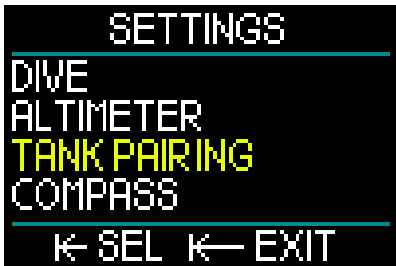 SETTINGS
DIVE
ALTIMETER
TANK PAIRING
COMPASS
SEL EXIT